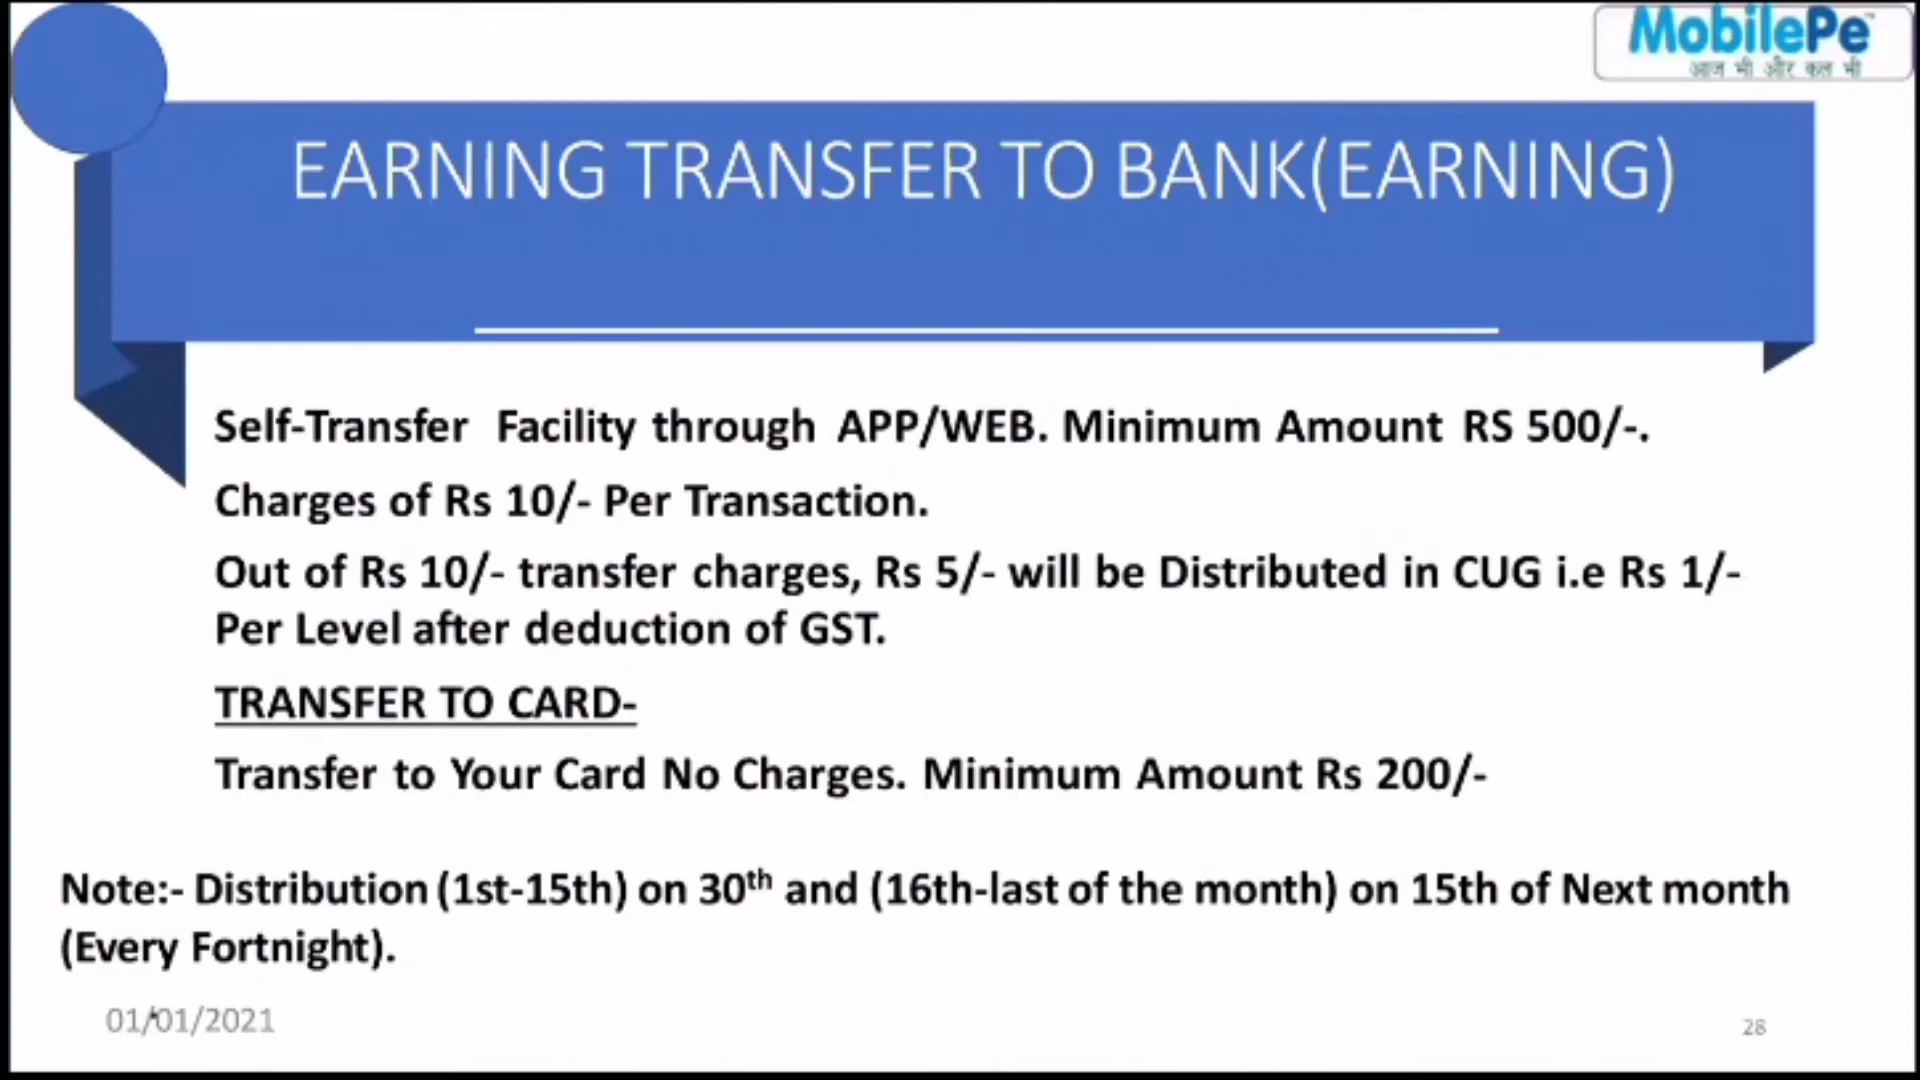 MobilePe™
आज भी और कल भी
EARNING TRANSFER TO BANK(EARNING)
Self-Transfer Facility through APP/WEB. Minimum Amount RS 500/-.
Charges of Rs 10/- Per Transaction.
Out of Rs 10/- transfer charges, Rs 5/- will be Distributed in CUG i.e Rs 1/-
Per Level after deduction of GST.
TRANSFER TO CARD-
Transfer to Your Card No Charges. Minimum Amount Rs 200/-
Note:- Distribution (1st-15th) on 30th and (16th-last of the month) on 15th of Next month
(Every Fortnight).
01/01/2021
28